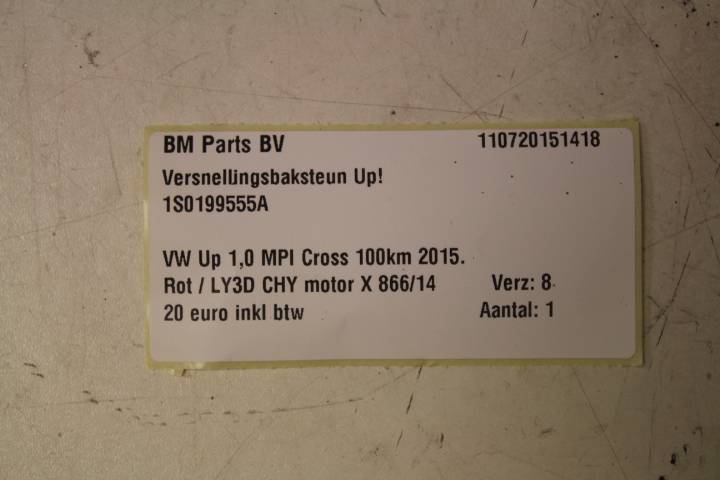 BM Parts BV 110720151418
Versnellingsbaksteun Up!
1S0199555A
VW Up 1,0 MPI Cross 100km 2015.
Rot / LY3D CHY motor X 866/14 Verz: 8
20 euro inkl btw Aantal: 1